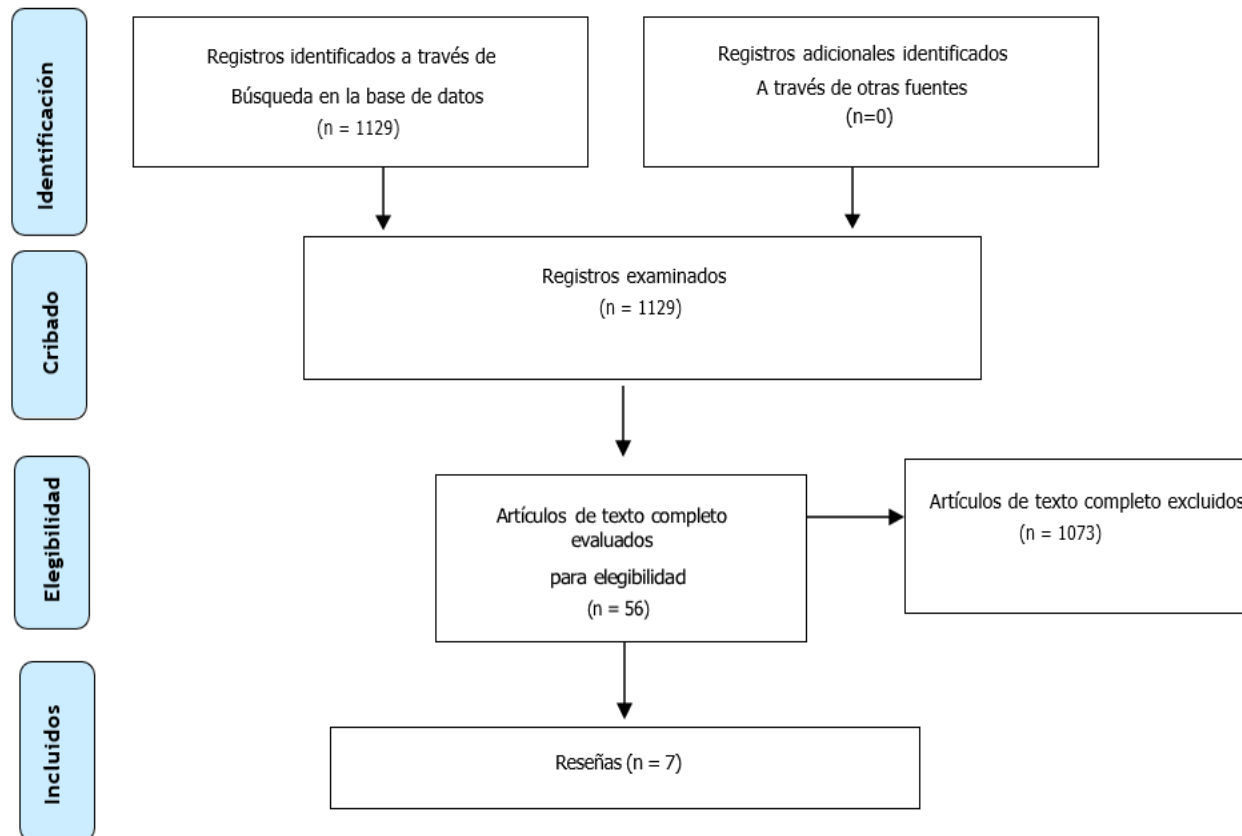 Identificación
Registros identificados a través de
Búsqueda en la base de datos
(n = 1129)
Registros adicionales identificados
A través de otras fuentes
(n=0)
Cribado
Registros examinados
(n = 1129)
Elegibilidad
Artículos de texto completo
evaluados
para elegibilidad
(n = 56)
Artículos de texto completo excluidos
(n = 1073)
Incluidos
Reseñas (n = 7)